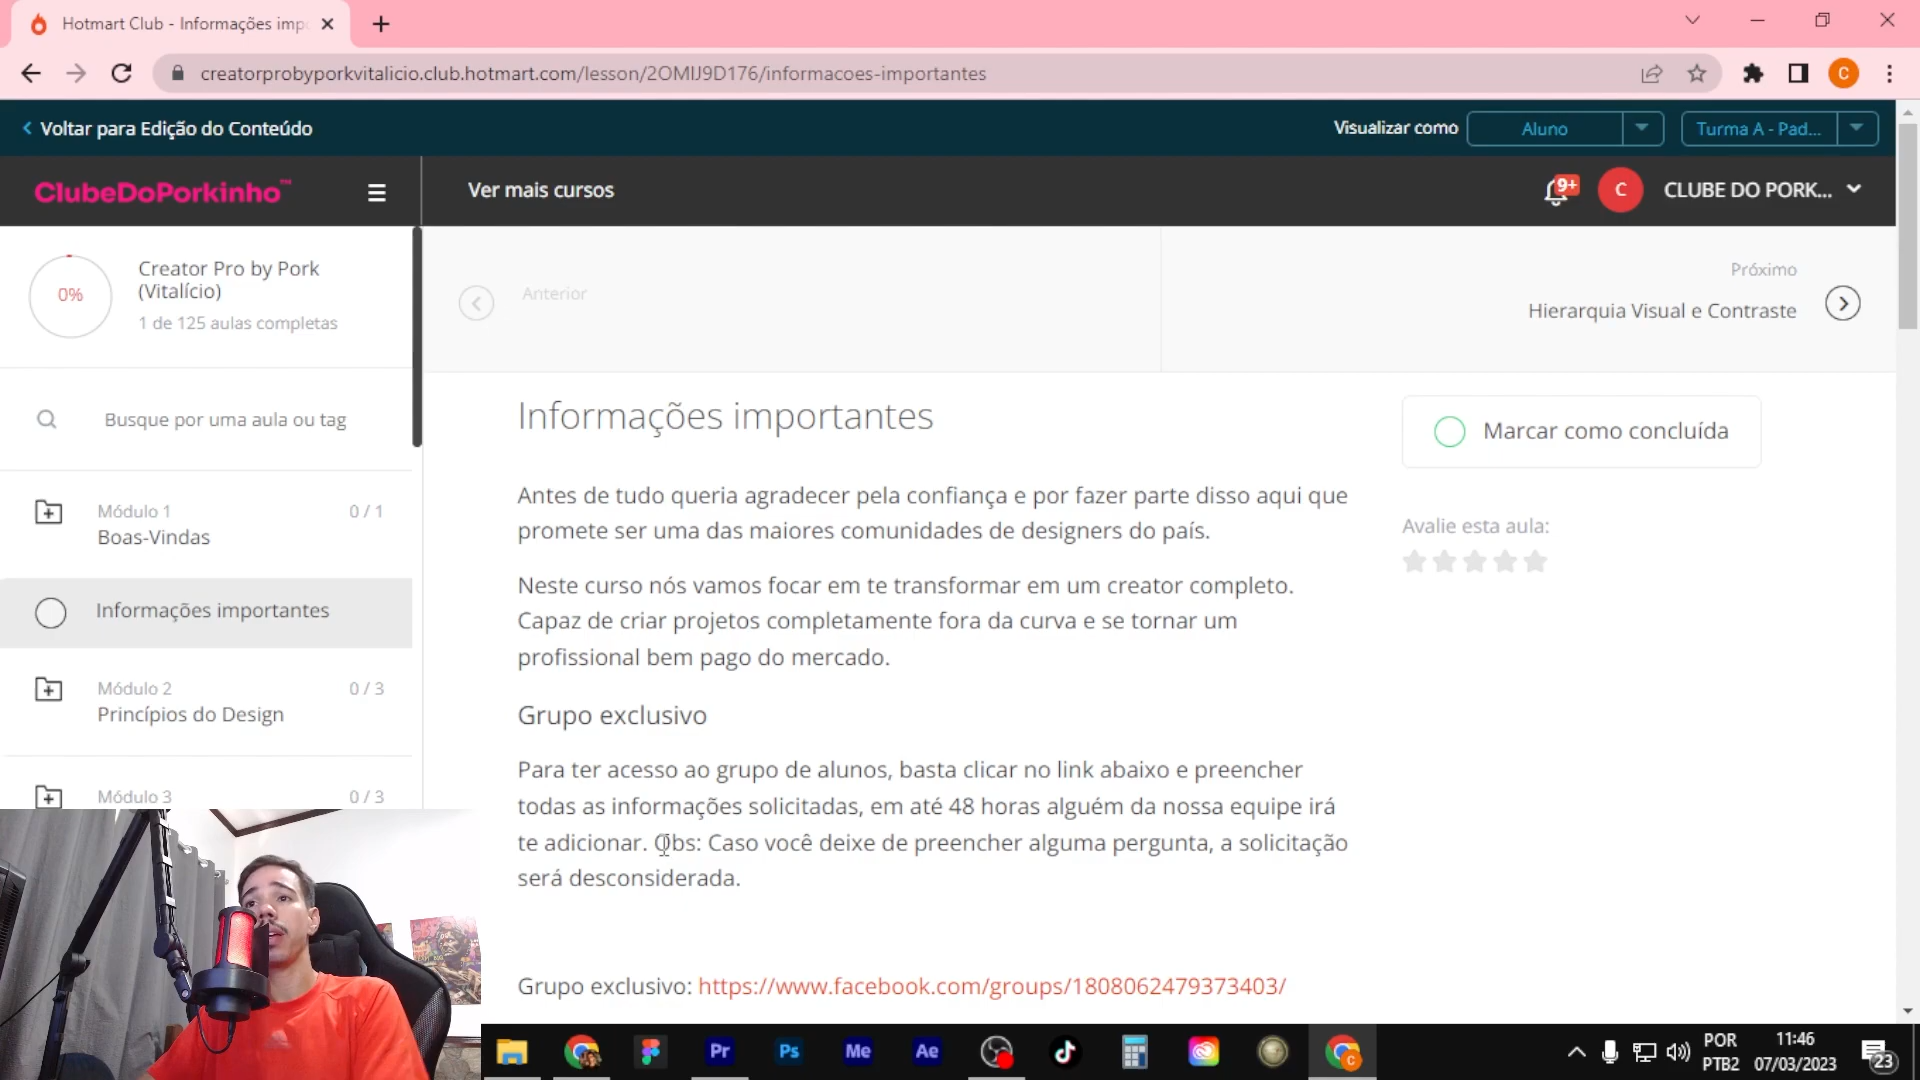 Hotmart Club - Informações imp
creatorprobyporkvitalicio.club.hotmart.com/lesson/2OMIJ9D176/informacoes-importantes
C
Voltar para Edição do Conteúdo
Visualizar como
Aluno
Turma A - Pad...
ClubeDoPorkinho™
Ver mais cursos
9+
C
CLUBE DO PORK...
0%
Creator Pro by Pork
(Vitalício)
1 de 125 aulas completas
Anterior
Próximo
Hierarquia Visual e Contraste
Busque por uma aula ou tag
Módulo 1
0 / 1
Boas-Vindas
Informações importantes
Módulo 2
0 / 3
Princípios do Design
Módulo 3
0 / 3
Informações importantes
Antes de tudo queria agradecer pela confiança e por fazer parte disso aqui que
promete ser uma das maiores comunidades de designers do país.
Neste curso nós vamos focar em te transformar em um creator completo.
Capaz de criar projetos completamente fora da curva e se tornar um
profissional bem pago do mercado.
Grupo exclusivo
Para ter acesso ao grupo de alunos, basta clicar no link abaixo e preencher
todas as informações solicitadas, em até 48 horas alguém da nossa equipe irá
te adicionar. Obs: Caso você deixe de preencher alguma pergunta, a solicitação
será desconsiderada.
Grupo exclusivo: https://www.facebook.com/groups/1808062479373403/
Marcar como concluída
Avalie esta aula:
Pr
Ps
Me
Ae
C
POR
PTB2
11:46
07/03/2023
23